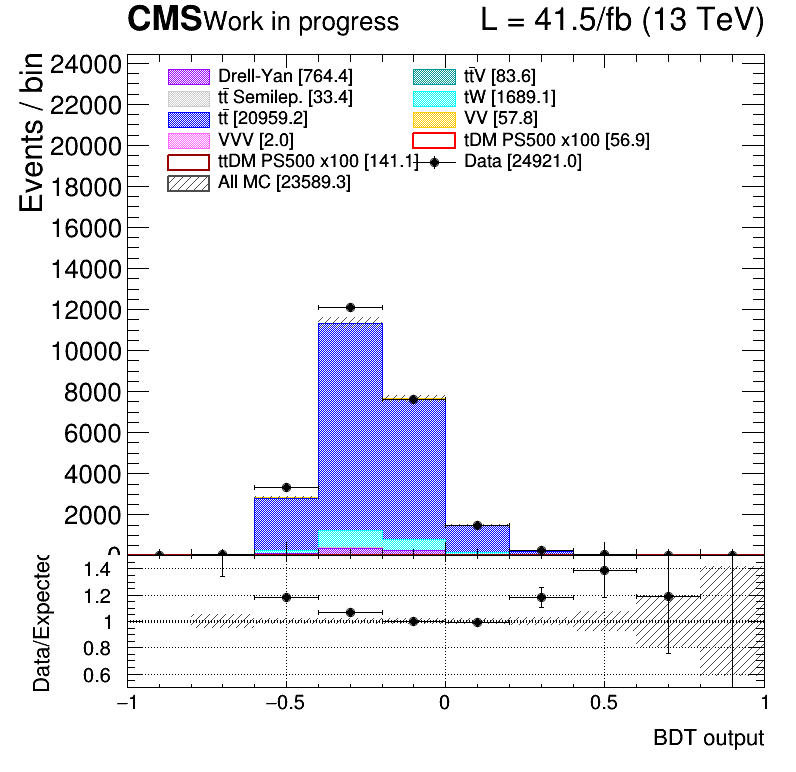 CMS Work in progress L = 41.5/fb (13 TeV)
Events / bin
24000
22000
20000
18000
16000
14000
12000
10000
8000
6000
4000
2000
0
Drell-Yan [764.4]
tt̄V [83.6]
tt̄ Semilep. [33.4]
tW [1689.1]
tt̄ [20959.2]
VV [57.8]
VVV [2.0]
tDM PS500 x100 [56.9]
ttDM PS500 x100 [141.1]
Data [24921.0]
All MC [23589.3]
Data/Expected
1.4
1.2
1
0.8
0.6
−1 −0.5 0 0.5 1
BDT output